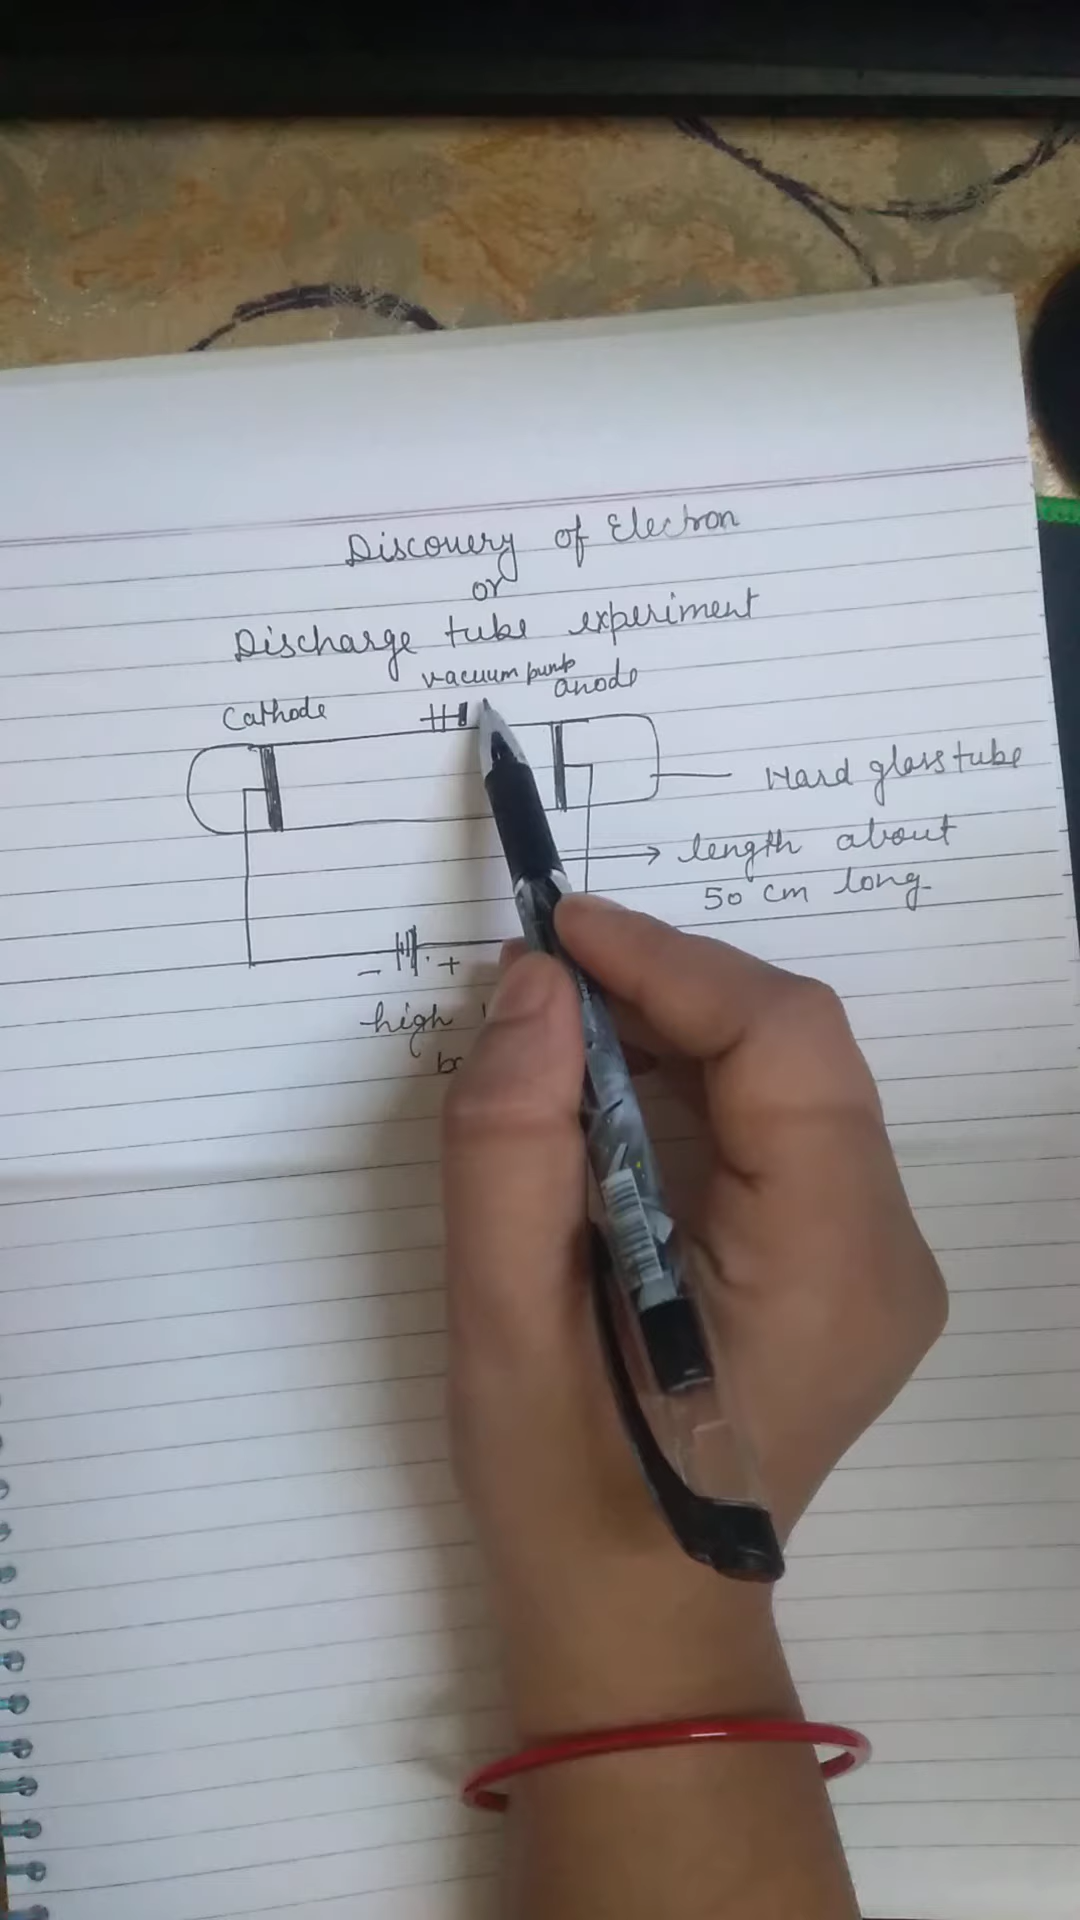 Discovery of Electron
or
Discharge tube experiment
vacuum pump
anode
Cathode
Hard glass tube
length about
50 cm long
- +
high